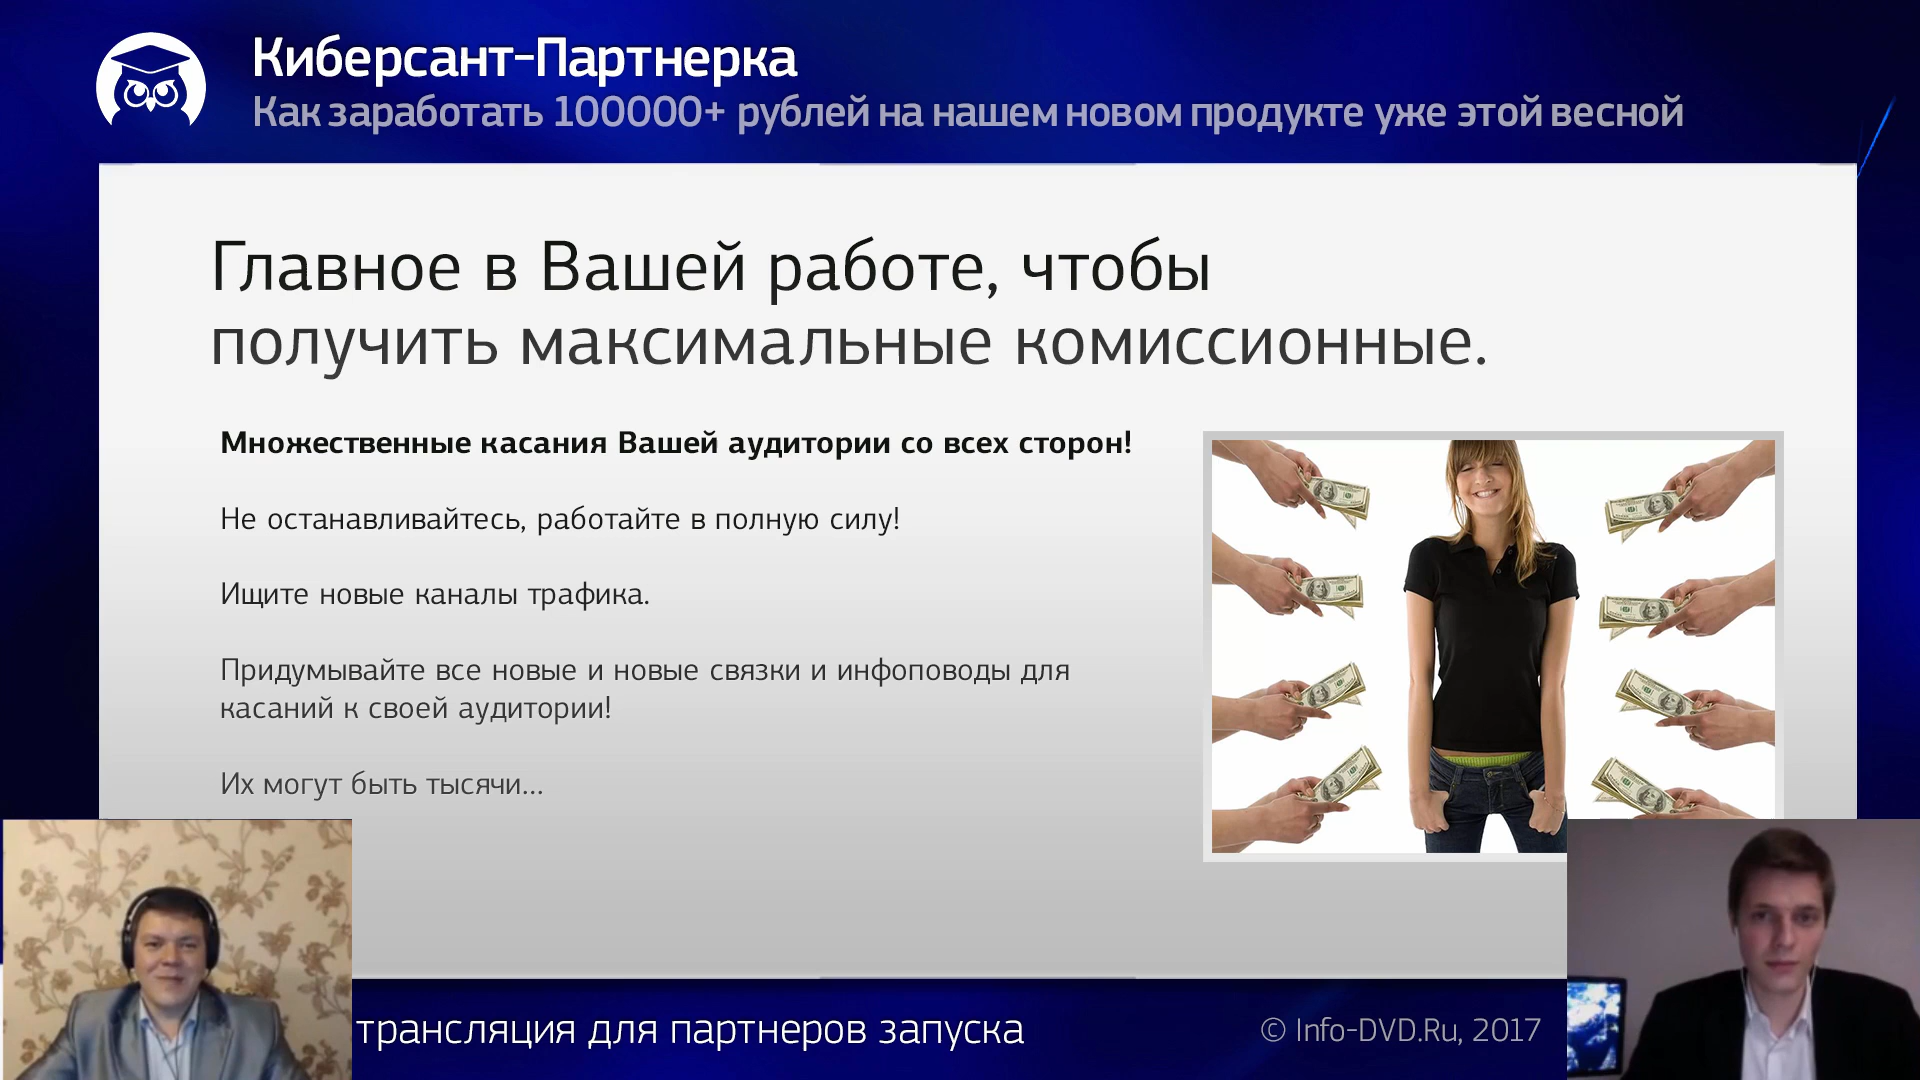 Киберсант-Партнерка
Как заработать 100000+ рублей на нашем новом продукте уже этой весной
Главное в Вашей работе, чтобы
получить максимальные комиссионные.
Множественные касания Вашей аудитории со всех сторон!
Не останавливайтесь, работайте в полную силу!
Ищите новые каналы трафика.
Придумывайте все новые и новые связки и инфоповоды для
касаний к своей аудитории!
Их могут быть тысячи...
трансляция для партнеров запуска
© Info-DVD.Ru, 2017